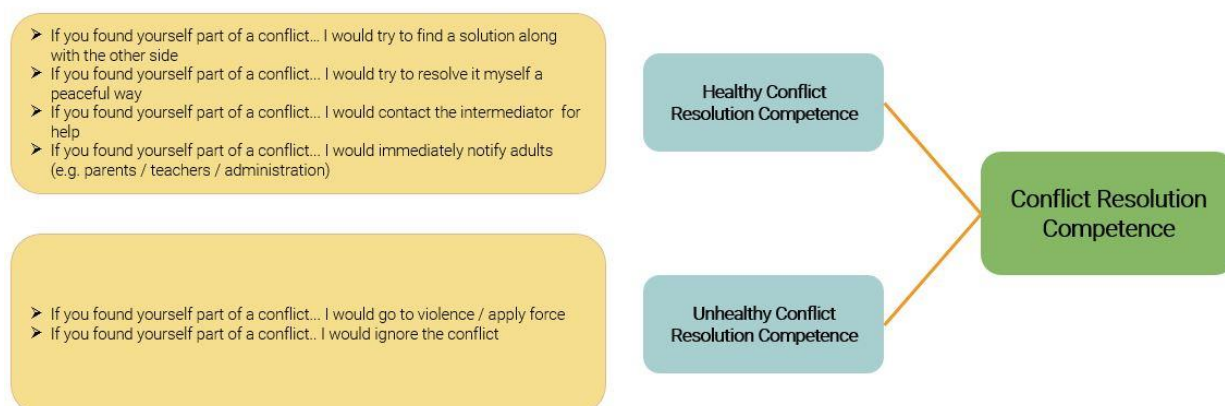 ➤ If you found yourself part of a conflict... I would try to find a solution along
with the other side
➤ If you found yourself part of a conflict... I would try to resolve it myself a
peaceful way
➤ If you found yourself part of a conflict... I would contact the intermediator for
help
➤ If you found yourself part of a conflict... I would immediately notify adults
(e.g. parents / teachers / administration)
Healthy Conflict
Resolution Competence
Conflict Resolution
Competence
➤ If you found yourself part of a conflict... I would go to violence / apply force
➤ If you found yourself part of a conflict.. I would ignore the conflict
Unhealthy Conflict
Resolution Competence